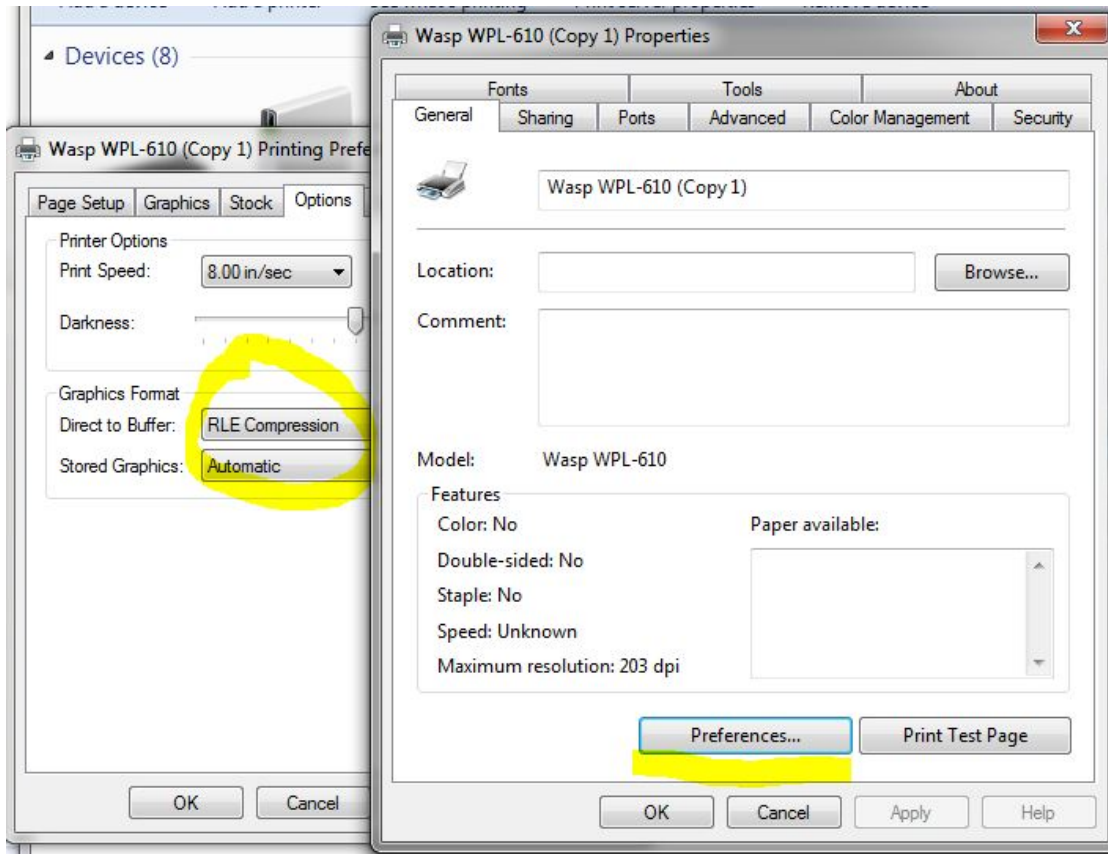 Devices (8)
Wasp WPL-610 (Copy 1) Printing Prefe
Page Setup Graphics Stock Options
Printer Options
Print Speed: 8.00 in/sec
Darkness:
Graphics Format
Direct to Buffer: RLE Compression
Stored Graphics: Automatic
OK Cancel
Wasp WPL-610 (Copy 1) Properties
Fonts Tools About
General Sharing Ports Advanced Color Management Security
Wasp WPL-610 (Copy 1)
Location: Browse...
Comment:
Model: Wasp WPL-610
Features
Color: No Paper available:
Double-sided: No
Staple: No
Speed: Unknown
Maximum resolution: 203 dpi
Preferences... Print Test Page
OK Cancel Apply Help